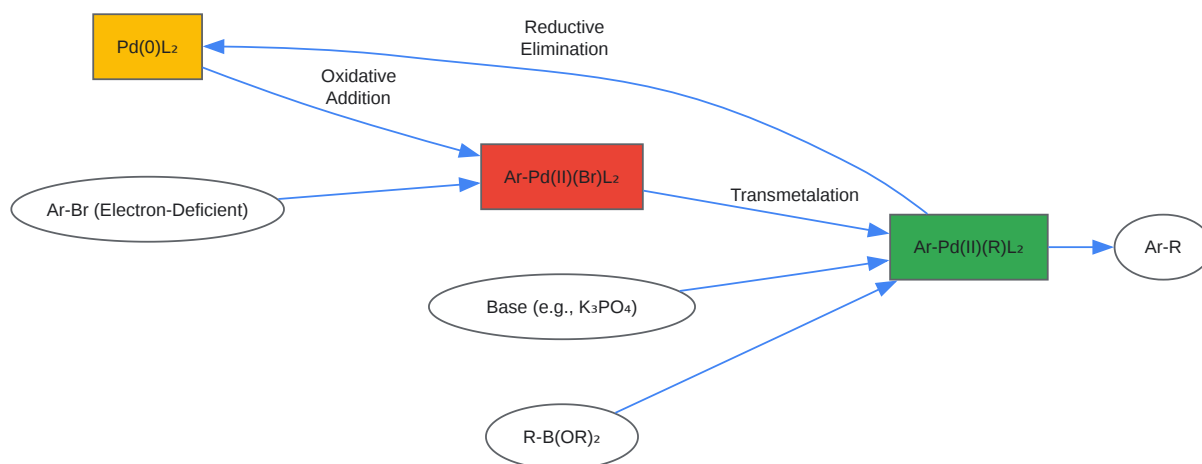 Reductive
Elimination
Pd(0)L₂
Oxidative
Addition
Ar-Pd(II)(Br)L₂
Transmetalation
Ar-Br (Electron-Deficient)
Ar-Pd(II)(R)L₂
Ar-R
Base (e.g., K₃PO₄)
R-B(OR)₂